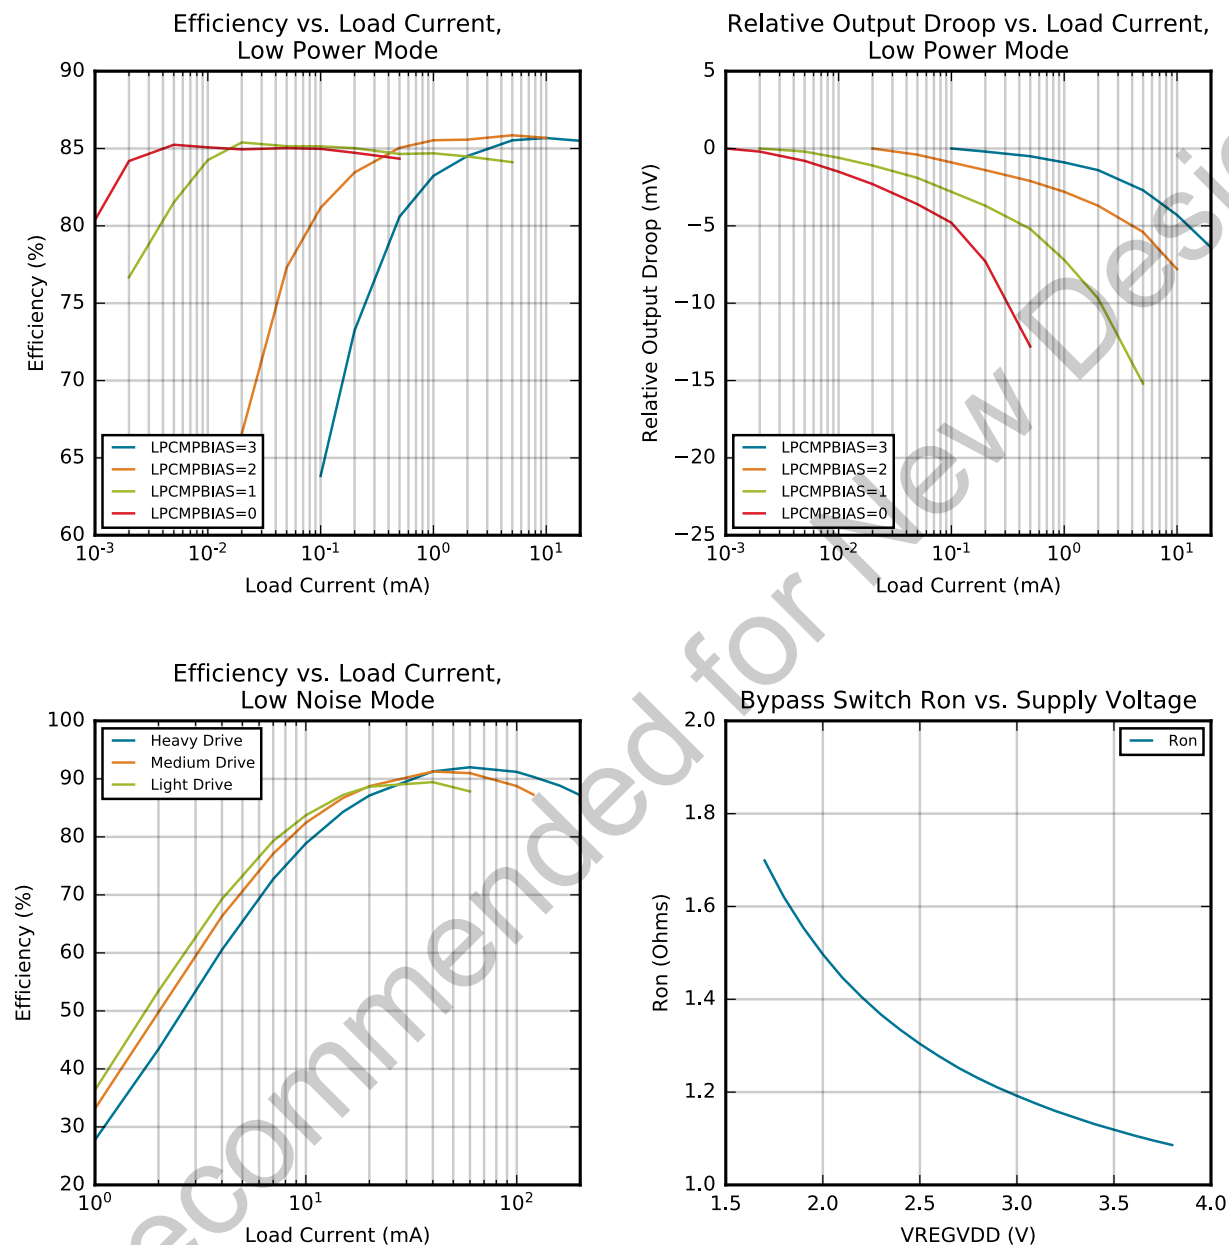 Efficiency vs. Load Current,
Low Power Mode
90
85
80
75
70
65
60
Efficiency (%)
LPCMPBIAS=3
LPCMPBIAS=2
LPCMPBIAS=1
LPCMPBIAS=0
10⁻³ 10⁻² 10⁻¹ 10⁰ 10¹
Load Current (mA)
Relative Output Droop vs. Load Current,
Low Power Mode
5
0
−5
−10
−15
−20
−25
Relative Output Droop (mV)
LPCMPBIAS=3
LPCMPBIAS=2
LPCMPBIAS=1
LPCMPBIAS=0
10⁻³ 10⁻² 10⁻¹ 10⁰ 10¹
Load Current (mA)
Efficiency vs. Load Current,
Low Noise Mode
100
90
80
70
60
50
40
30
20
Efficiency (%)
Heavy Drive
Medium Drive
Light Drive
10⁰ 10¹ 10²
Load Current (mA)
Bypass Switch Ron vs. Supply Voltage
2.0
1.8
1.6
1.4
1.2
1.0
Ron (Ohms)
Ron
1.5 2.0 2.5 3.0 3.5 4.0
VREGVDD (V)
ecommended for New Desig